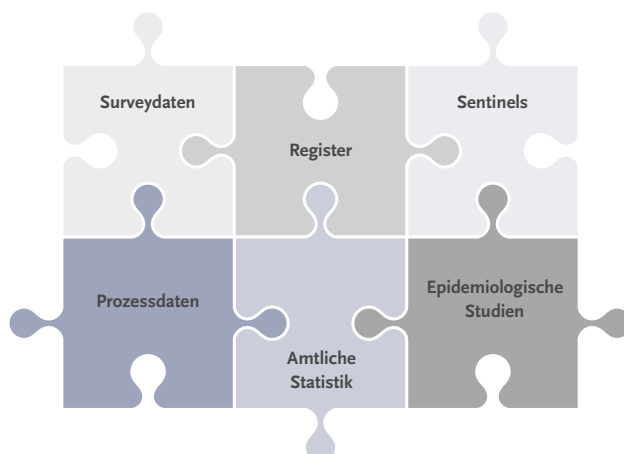 Surveydaten
Register
Sentinels
Prozessdaten
Amtliche
Statistik
Epidemiologische
Studien